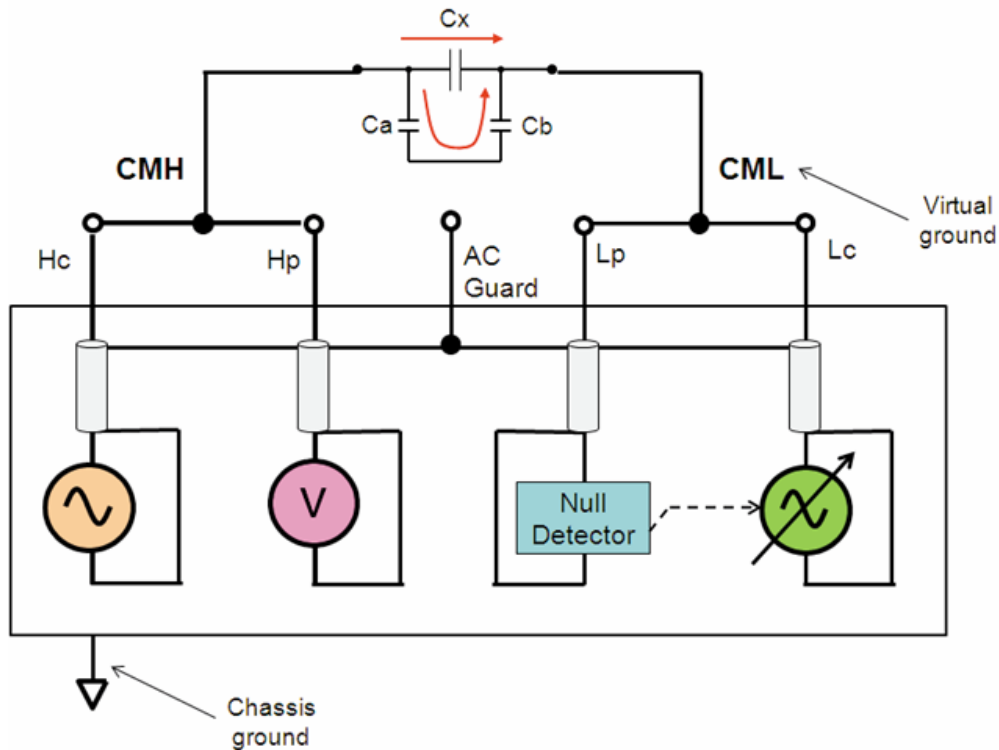 Cx
Ca
Cb
CMH
CML
Virtual
ground
Hc
Hp
AC
Guard
Lp
Lc
V
Null
Detector
Chassis
ground